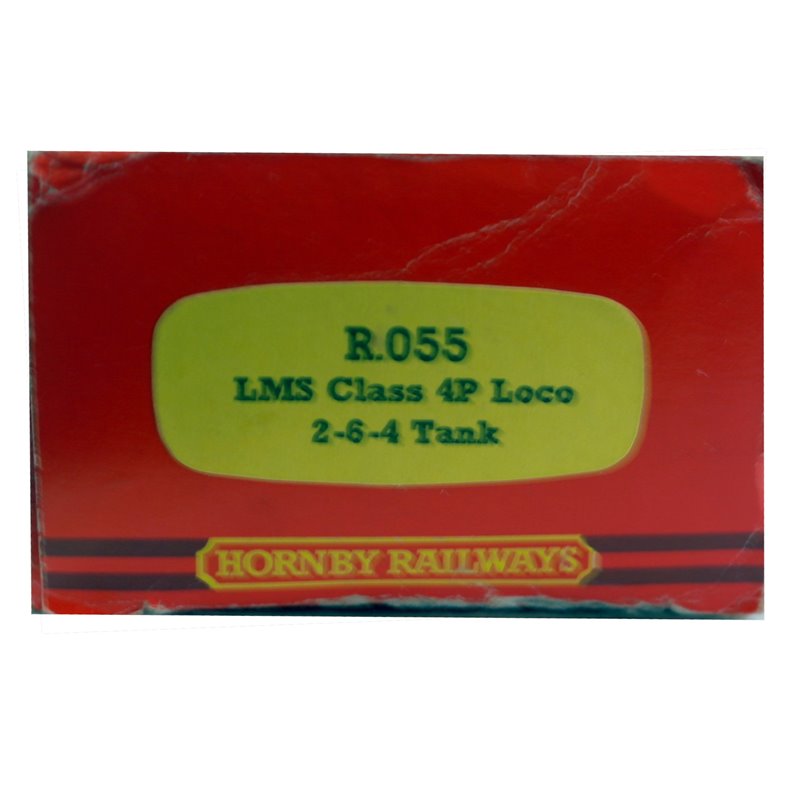 R.055
LMS Class 4P Loco
2-6-4 Tank
HORNBY RAILWAYS